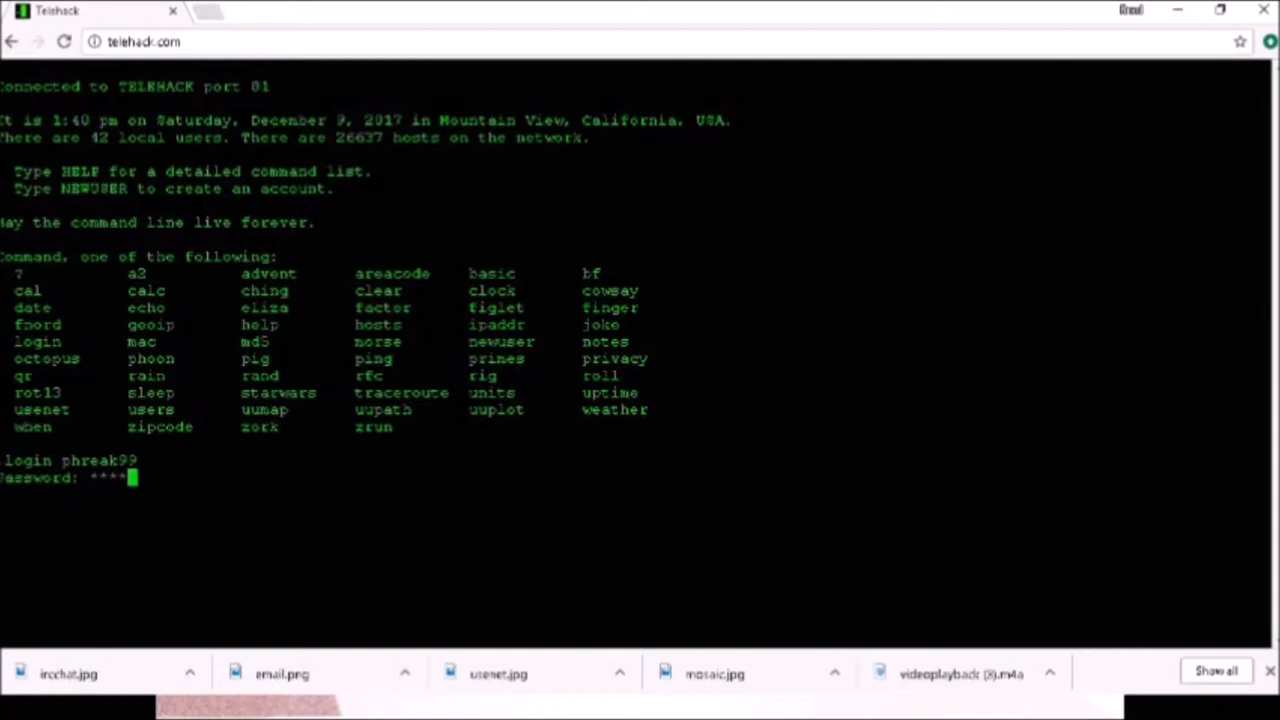 Telehack
telehack.com
Connected to TELEHACK port 81
It is 1:40 pm on Saturday, December 9, 2017 in Mountain View, California, USA.
There are 42 local users. There are 26637 hosts on the network.
Type HELP for a detailed command list.
Type NEWUSER to create an account.
May the command line live forever.
Command, one of the following:
? a2 advent areacode basic bf
cal calc ching clear clock cowsay
date echo eliza factor figlet finger
fnord geoip help hosts ipaddr joke
login mac md5 morse newuser notes
octopus phoon pig ping primes privacy
qr rain rand rfc rig roll
rot13 sleep starwars traceroute units uptime
usenet users uumap uupath uuplot weather
when zipcode zork zrun
.login phreak99
Password: ****
ircchat.jpg email.png usenet.jpg mosaic.jpg videoplayback (3).m4a Show all